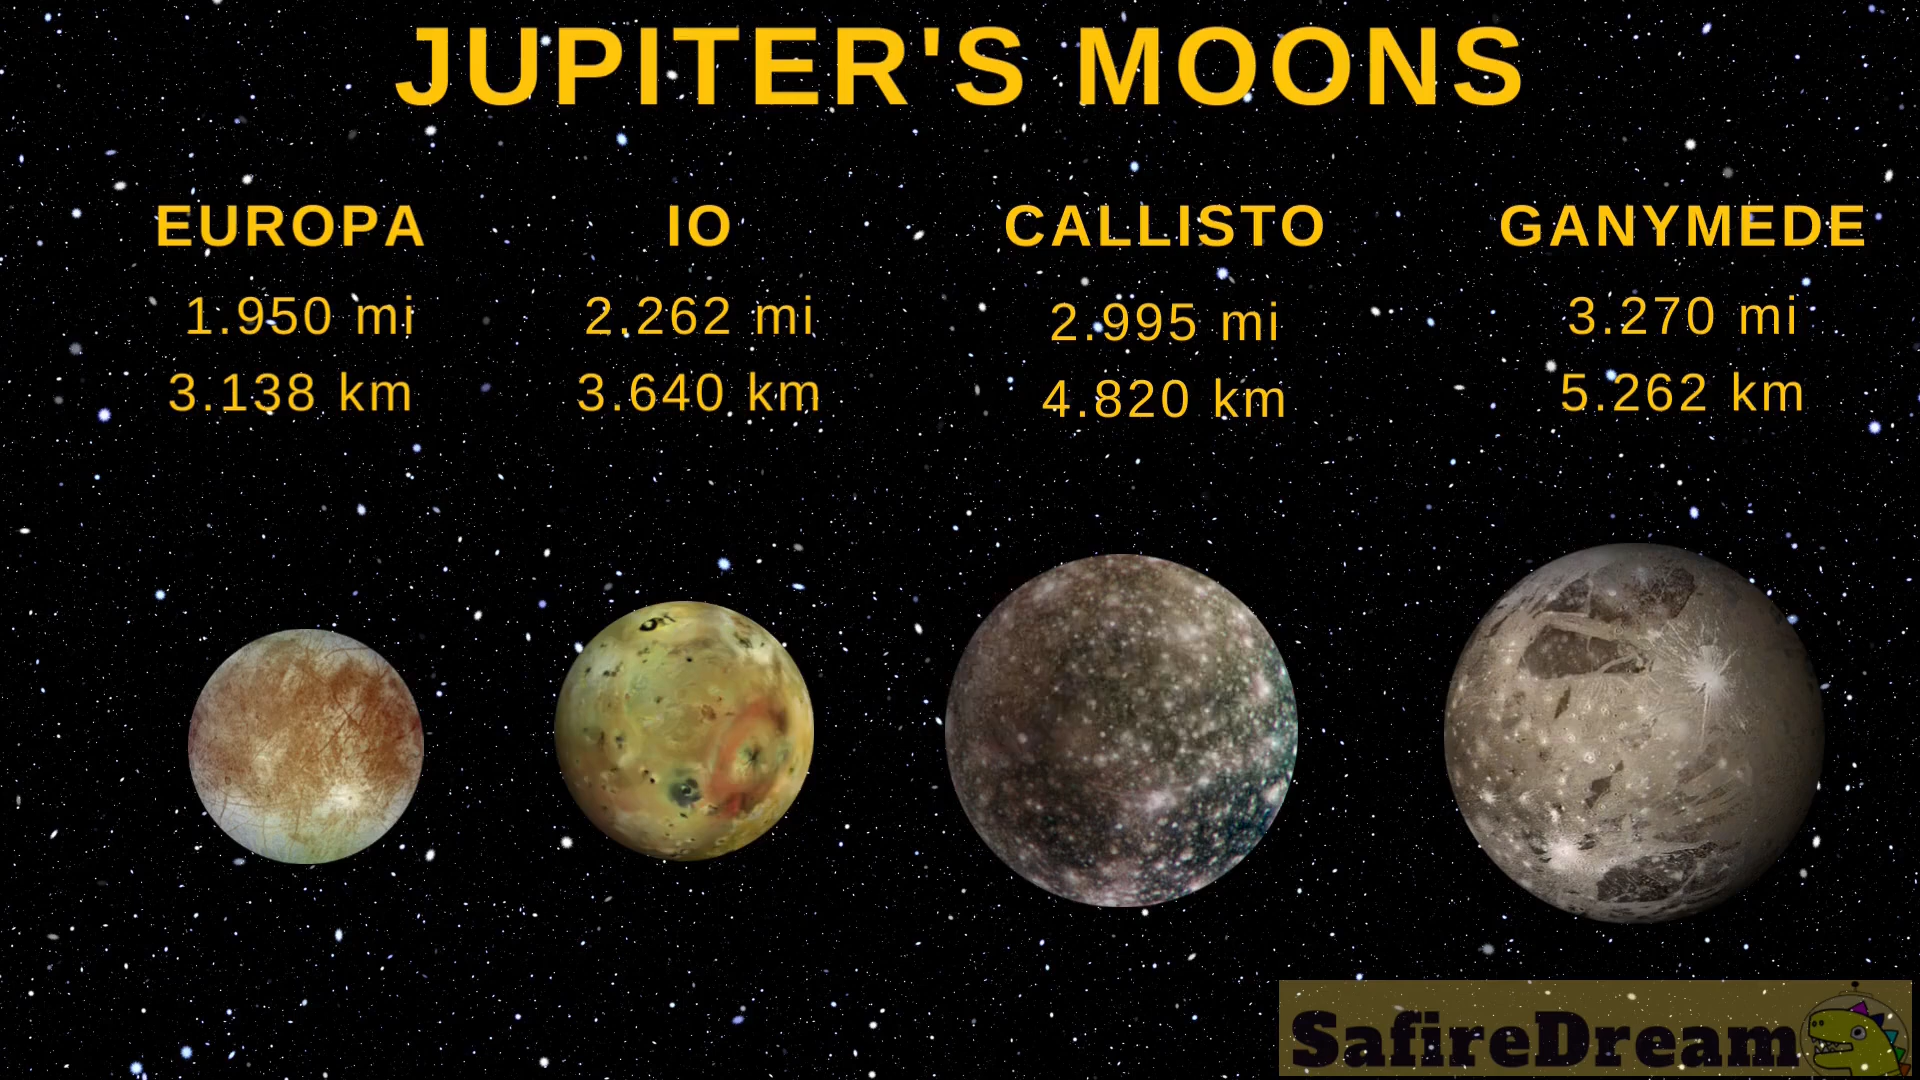 JUPITER'S MOONS
EUROPA
1.950 mi
3.138 km
IO
2.262 mi
3.640 km
CALLISTO
2.995 mi
4.820 km
GANYMEDE
3.270 mi
5.262 km
SafireDream